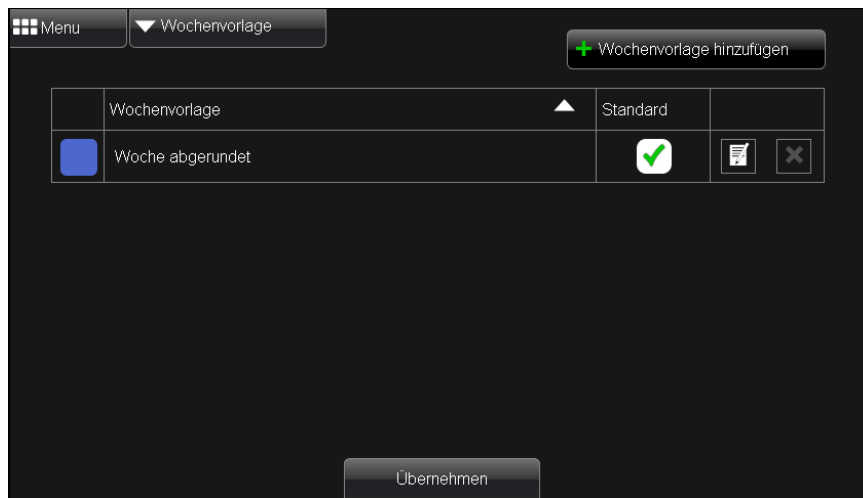 Menu
Wochenvorlage
Wochenvorlage hinzufügen
Wochenvorlage
Standard
Woche abgerundet
Übernehmen